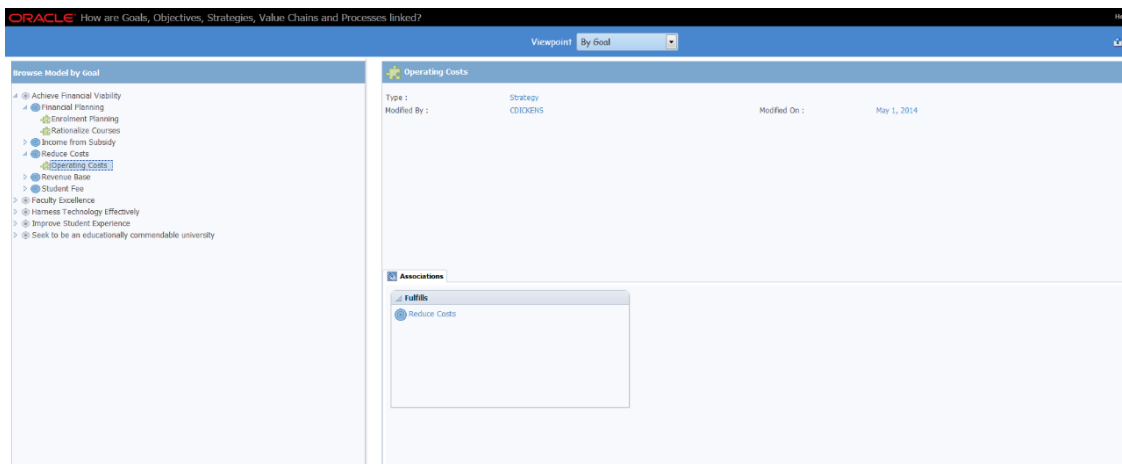 ORACLE® How are Goals, Objectives, Strategies, Value Chains and Processes linked?
Viewpoint By Goal
Browse Model by Goal
Achieve Financial Viability
Financial Planning
Enrolment Planning
Rationalize Courses
Income from Subsidy
Reduce Costs
Operating Costs
Revenue Base
Student Fee
Faculty Excellence
Harness Technology Effectively
Improve Student Experience
Seek to be an educationally commendable university
Operating Costs
Type : Strategy
Modified By : CDICKENS Modified On : May 1, 2014
Associations
Fulfills
Reduce Costs